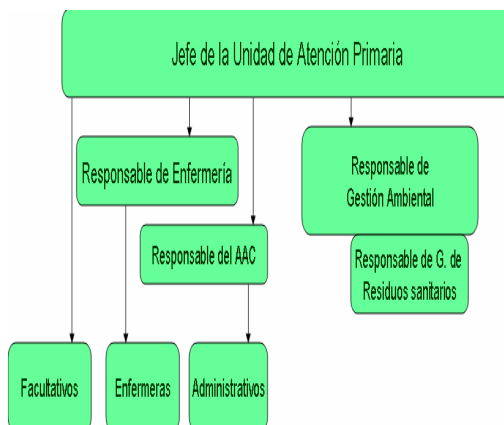 Jefe de la Unidad de Atención Primaria
Responsable de Enfermería
Responsable de
Gestión Ambiental
Responsable del AAC
Responsable de G. de
Residuos sanitarios
Facultativos
Enfermeras
Administrativos